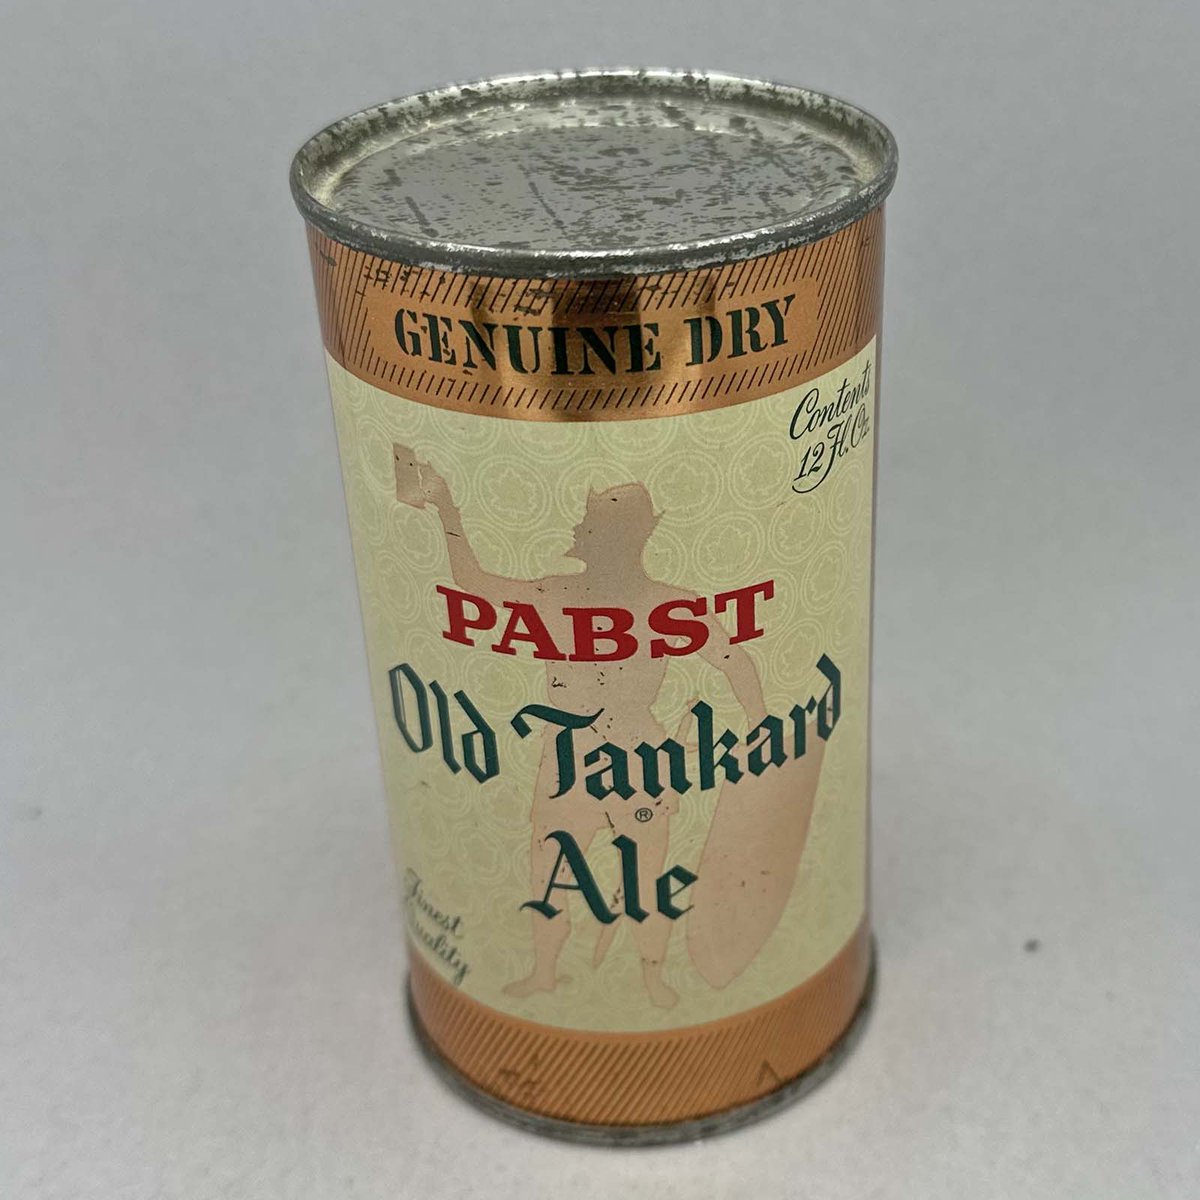 GENUINE DRY
Contents
12 Fl. Oz.
PABST
Old Tankard
®
Ale
Finest
Quality